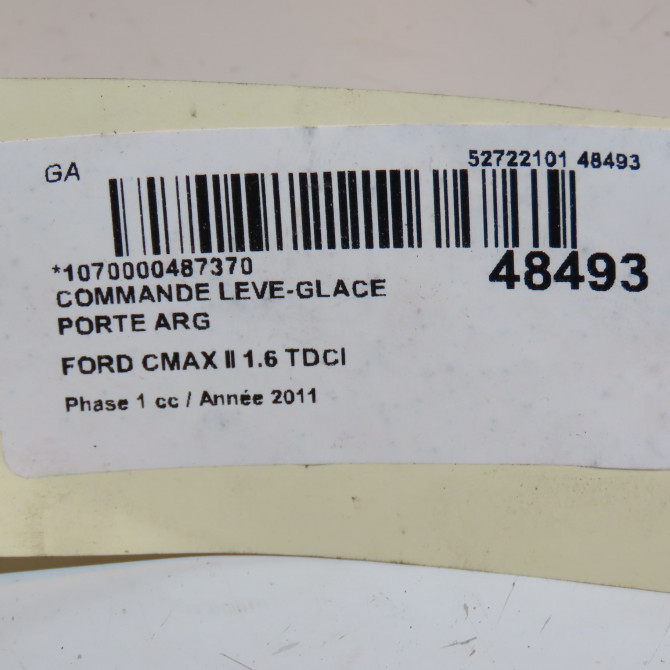 GA
52722101 48493
*1070000487370
48493
COMMANDE LEVE-GLACE
PORTE ARG
FORD CMAX II 1.6 TDCI
Phase 1 cc / Année 2011